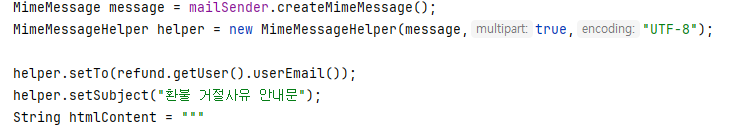 MimeMessage message = mailSender.createMimeMessage();
MimeMessageHelper helper = new MimeMessageHelper(message, multipart: true, encoding: "UTF-8");
helper.setTo(refund.getUser().userEmail());
helper.setSubject("환불 거절사유 안내문");
String htmlContent = """